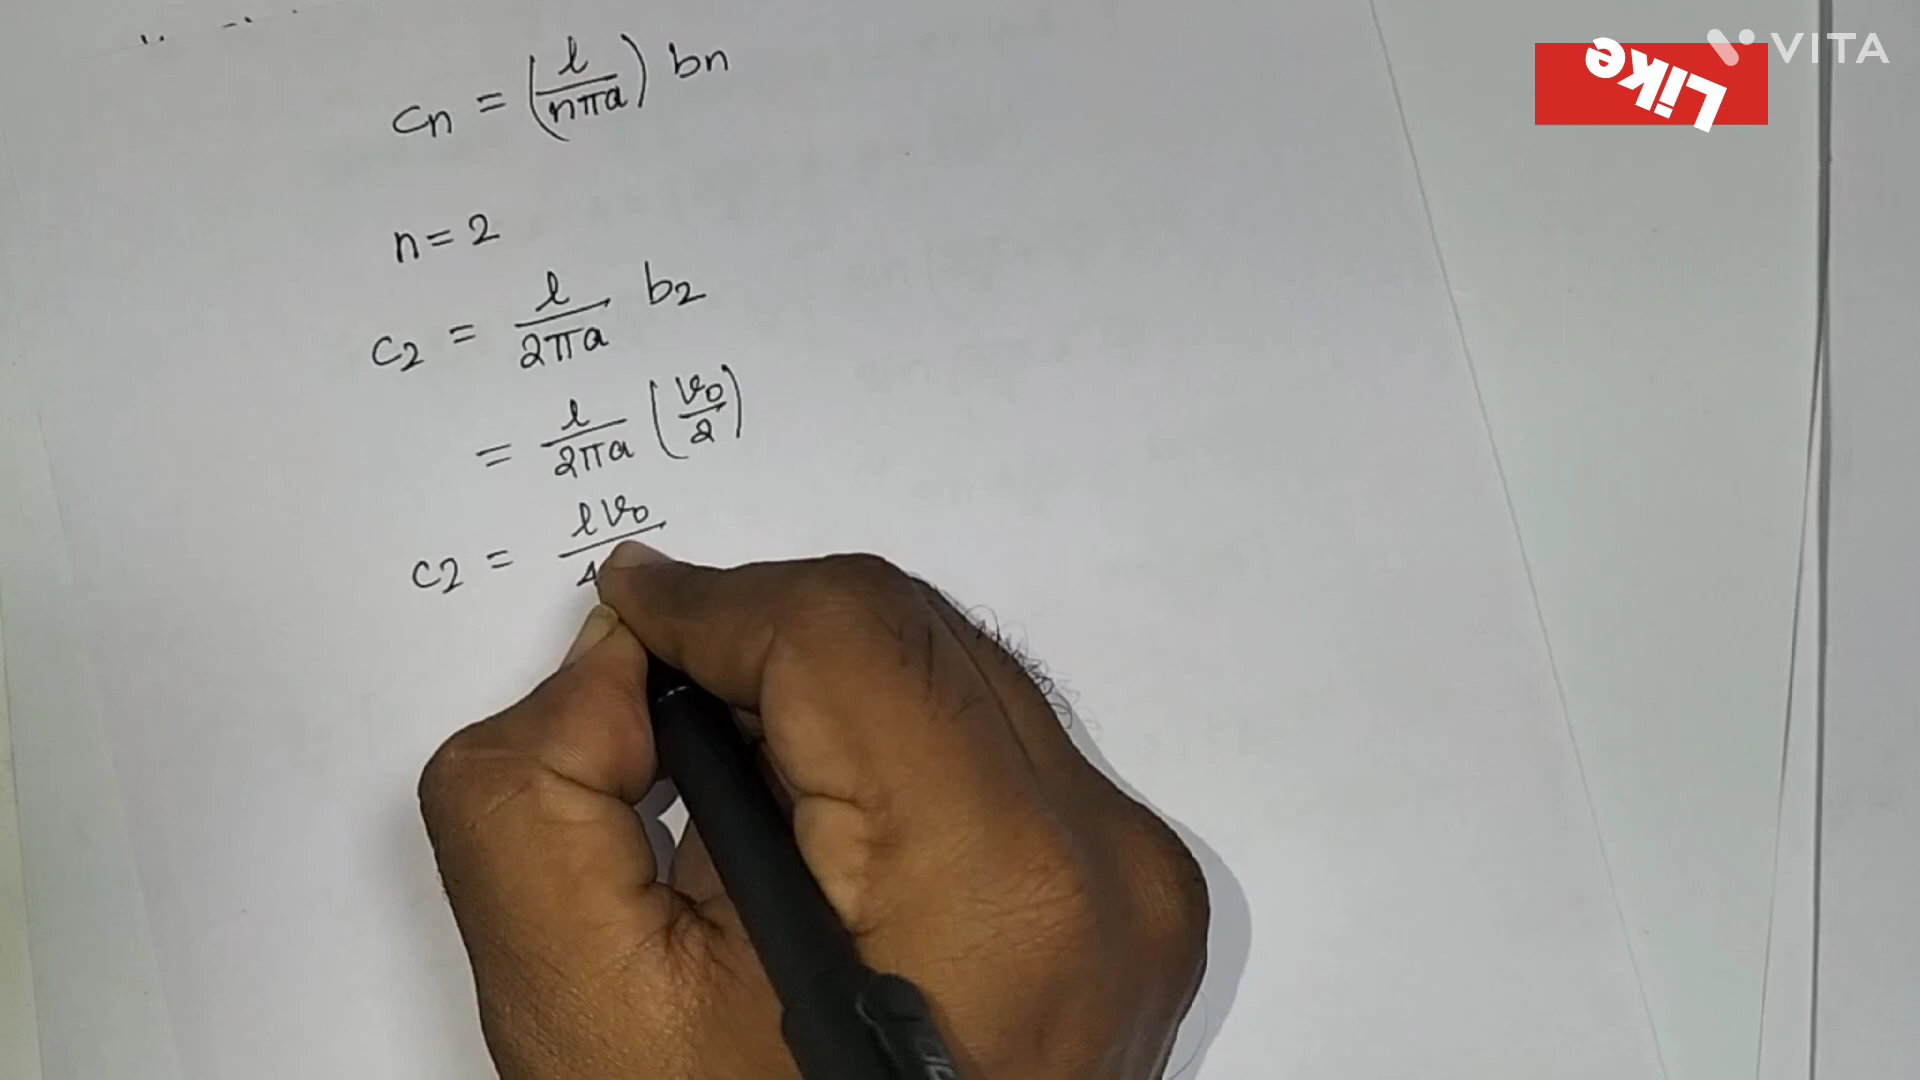 cn = (l/nπa) bn
n = 2
c2 = l/2πa b2
= l/2πa (v0/2)
c2 = lv0/4
Like
VITA